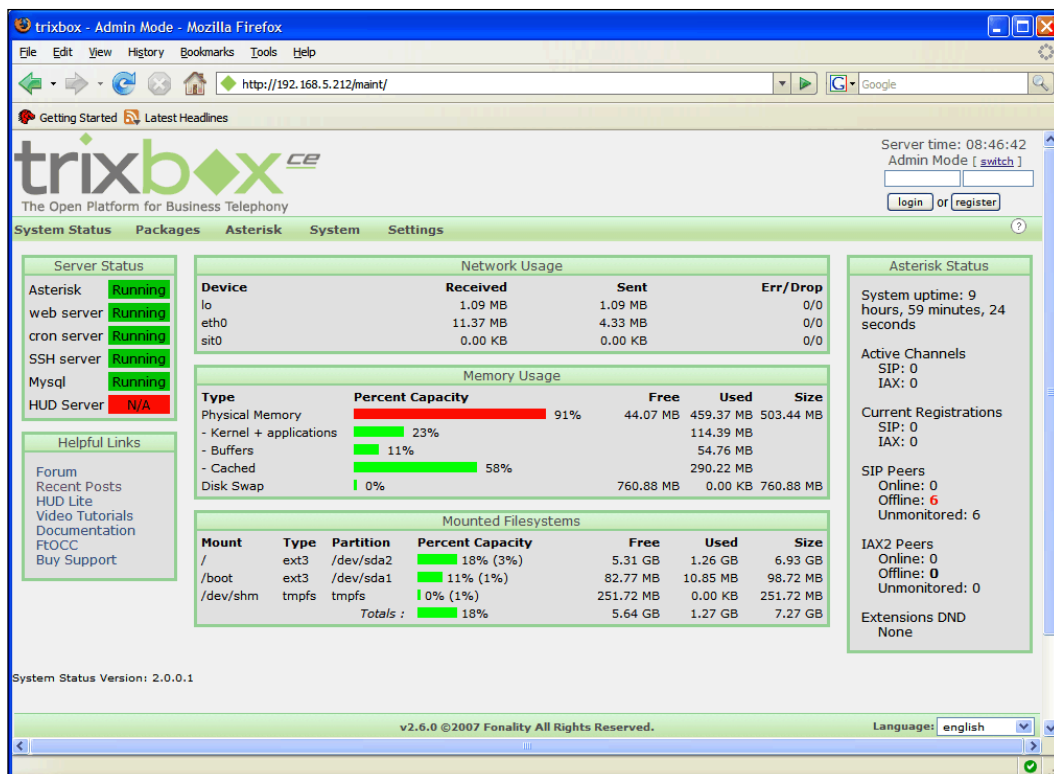 trixbox - Admin Mode - Mozilla Firefox
File Edit View History Bookmarks Tools Help
http://192.168.5.212/maint/
G Google
Getting Started Latest Headlines
trixbox ce
The Open Platform for Business Telephony
Server time: 08:46:42
Admin Mode [ switch ]
login or register
System Status Packages Asterisk System Settings ?
Server Status
Asterisk Running
web server Running
cron server Running
SSH server Running
Mysql Running
HUD Server N/A
Helpful Links
Forum
Recent Posts
HUD Lite
Video Tutorials
Documentation
FtOCC
Buy Support
Network Usage
Device Received Sent Err/Drop
lo 1.09 MB 1.09 MB 0/0
eth0 11.37 MB 4.33 MB 0/0
sit0 0.00 KB 0.00 KB 0/0
Memory Usage
Type Percent Capacity Free Used Size
Physical Memory 91% 44.07 MB 459.37 MB 503.44 MB
- Kernel + applications 23% 114.39 MB
- Buffers 11% 54.76 MB
- Cached 58% 290.22 MB
Disk Swap 0% 760.88 MB 0.00 KB 760.88 MB
Mounted Filesystems
Mount Type Partition Percent Capacity Free Used Size
/ ext3 /dev/sda2 18% (3%) 5.31 GB 1.26 GB 6.93 GB
/boot ext3 /dev/sda1 11% (1%) 82.77 MB 10.85 MB 98.72 MB
/dev/shm tmpfs tmpfs 0% (1%) 251.72 MB 0.00 KB 251.72 MB
Totals : 18% 5.64 GB 1.27 GB 7.27 GB
Asterisk Status
System uptime: 9
hours, 59 minutes, 24
seconds
Active Channels
SIP: 0
IAX: 0
Current Registrations
SIP: 0
IAX: 0
SIP Peers
Online: 0
Offline: 6
Unmonitored: 6
IAX2 Peers
Online: 0
Offline: 0
Unmonitored: 0
Extensions DND
None
System Status Version: 2.0.0.1
v2.6.0 ©2007 Fonality All Rights Reserved.
Language: english